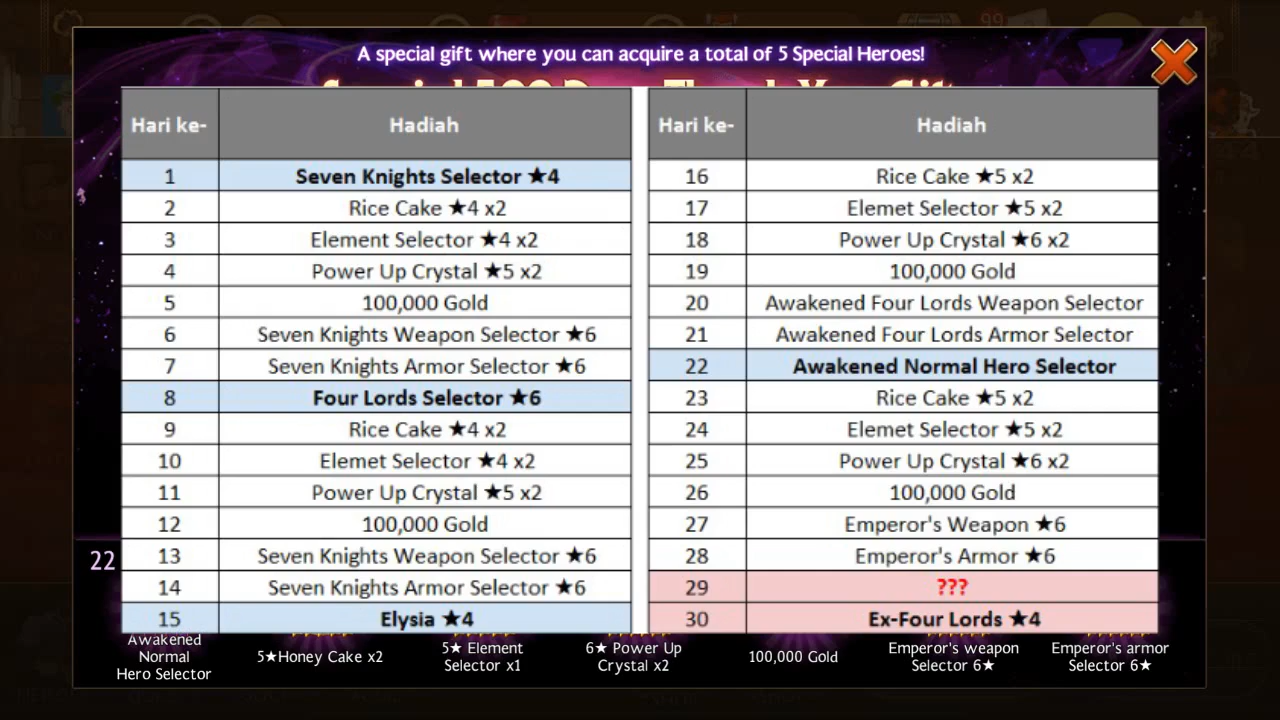 A special gift where you can acquire a total of 5 Special Heroes!
Hari ke- Hadiah
1 Seven Knights Selector ★4
2 Rice Cake ★4 x2
3 Element Selector ★4 x2
4 Power Up Crystal ★5 x2
5 100,000 Gold
6 Seven Knights Weapon Selector ★6
7 Seven Knights Armor Selector ★6
8 Four Lords Selector ★6
9 Rice Cake ★4 x2
10 Elemet Selector ★4 x2
11 Power Up Crystal ★5 x2
12 100,000 Gold
13 Seven Knights Weapon Selector ★6
14 Seven Knights Armor Selector ★6
15 Elysia ★4
Hari ke- Hadiah
16 Rice Cake ★5 x2
17 Elemet Selector ★5 x2
18 Power Up Crystal ★6 x2
19 100,000 Gold
20 Awakened Four Lords Weapon Selector
21 Awakened Four Lords Armor Selector
22 Awakened Normal Hero Selector
23 Rice Cake ★5 x2
24 Elemet Selector ★5 x2
25 Power Up Crystal ★6 x2
26 100,000 Gold
27 Emperor's Weapon ★6
28 Emperor's Armor ★6
29 ???
30 Ex-Four Lords ★4
22
Awakened
Normal
Hero Selector
5★Honey Cake x2
5★ Element
Selector x1
6★ Power Up
Crystal x2
100,000 Gold
Emperor's weapon
Selector 6★
Emperor's armor
Selector 6★